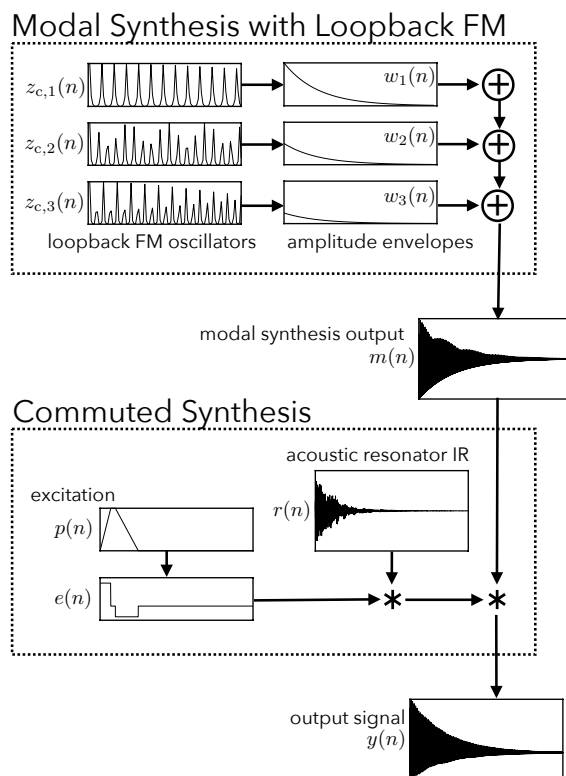 Modal Synthesis with Loopback FM
z_{c,1}(n)
w_1(n)
+
z_{c,2}(n)
w_2(n)
+
z_{c,3}(n)
w_3(n)
+
loopback FM oscillators
amplitude envelopes
modal synthesis output
m(n)
Commuted Synthesis
acoustic resonator IR
excitation
p(n)
r(n)
e(n)
*
*
output signal
y(n)